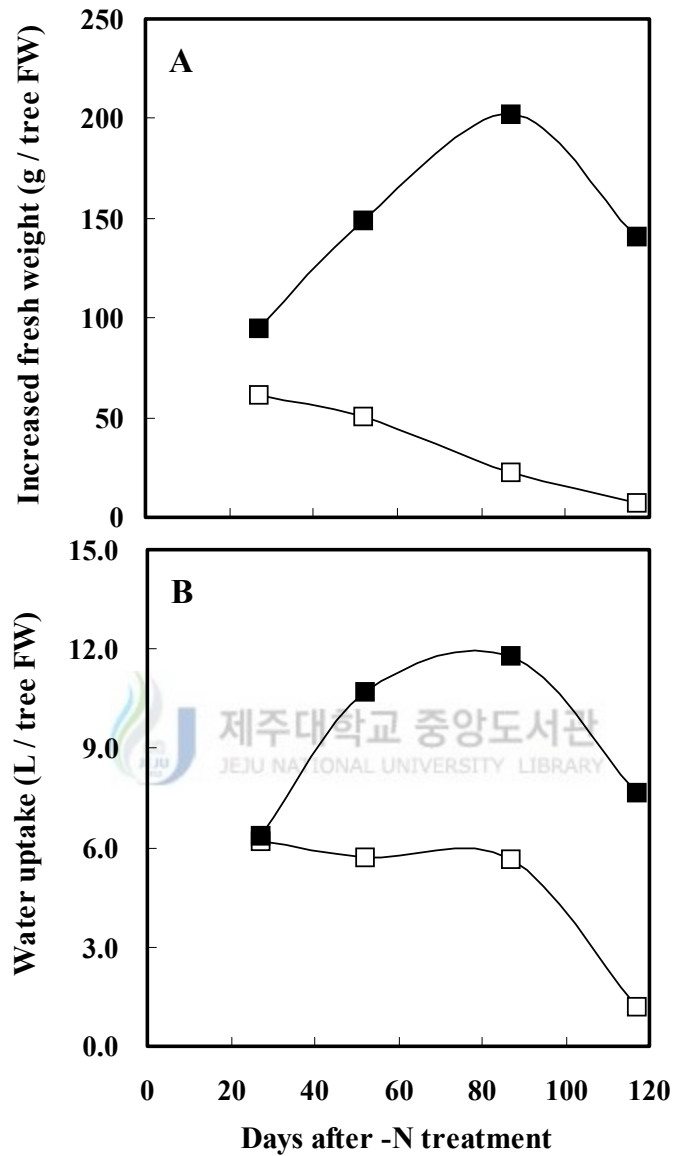 Increased fresh weight (g / tree FW)
250
200
150
100
50
0
A
Water uptake (L / tree FW)
15.0
12.0
9.0
6.0
3.0
0.0
B
제주대학교 중앙도서관
JEJU NATIONAL UNIVERSITY LIBRARY
0 20 40 60 80 100 120
Days after -N treatment